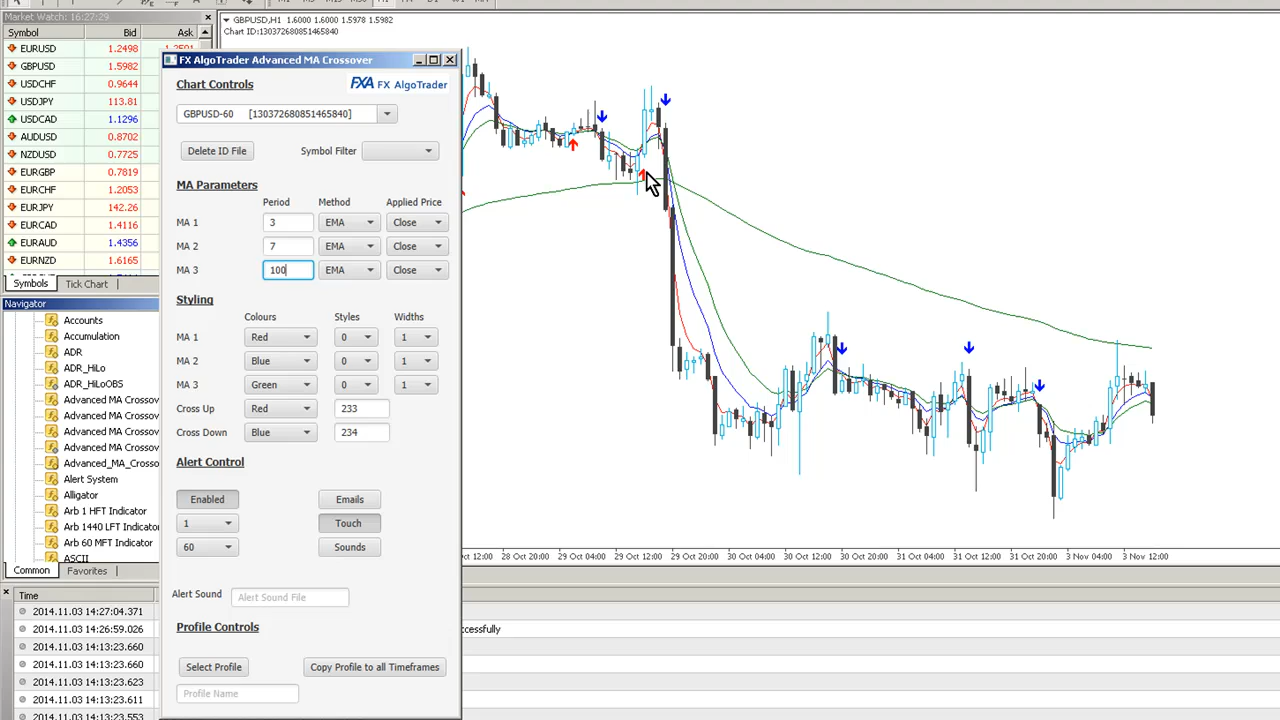 Market Watch: 16:27:29
Symbol Bid Ask
EURUSD 1.2498
GBPUSD 1.5982
USDCHF 0.9644
USDJPY 113.81
USDCAD 1.1296
AUDUSD 0.8702
NZDUSD 0.7725
EURGBP 0.7819
EURCHF 1.2053
EURJPY 142.26
EURCAD 1.4116
EURAUD 1.4356
EURNZD 1.6165
Symbols Tick Chart
Navigator
Accounts
Accumulation
ADR
ADR_HiLo
ADR_HiLoOBS
Advanced MA Crossov
Advanced MA Crossov
Advanced MA Crossov
Advanced MA Crossov
Advanced_MA_Crosso
Alert System
Alligator
Arb 1 HFT Indicator
Arb 1440 LFT Indicator
Arb 60 MFT Indicator
ASCII
Common Favorites
GBPUSD,H1 1.6000 1.6000 1.5978 1.5982
Chart ID:130372680851465840
FX AlgoTrader Advanced MA Crossover
Chart Controls
FXA FX AlgoTrader
GBPUSD-60 [130372680851465840]
Delete ID File Symbol Filter
MA Parameters
Period Method Applied Price
MA 1 3 EMA Close
MA 2 7 EMA Close
MA 3 100 EMA Close
Styling
Colours Styles Widths
MA 1 Red 0 1
MA 2 Blue 0 1
MA 3 Green 0 1
Cross Up Red 233
Cross Down Blue 234
Alert Control
Enabled Emails
1 Touch
60 Sounds
Alert Sound Alert Sound File
Profile Controls
Select Profile Copy Profile to all Timeframes
Profile Name
ct 12:00 28 Oct 20:00 29 Oct 04:00 29 Oct 12:00 29 Oct 20:00 30 Oct 04:00 30 Oct 12:00 30 Oct 20:00 31 Oct 04:00 31 Oct 12:00 31 Oct 20:00 3 Nov 04:00 3 Nov 12:00
Time
2014.11.03 14:27:04.371
2014.11.03 14:26:59.026 ccessfully
2014.11.03 14:13:23.660
2014.11.03 14:13:23.660
2014.11.03 14:13:23.623
2014.11.03 14:13:23.611
2014.11.03 14:13:23.553